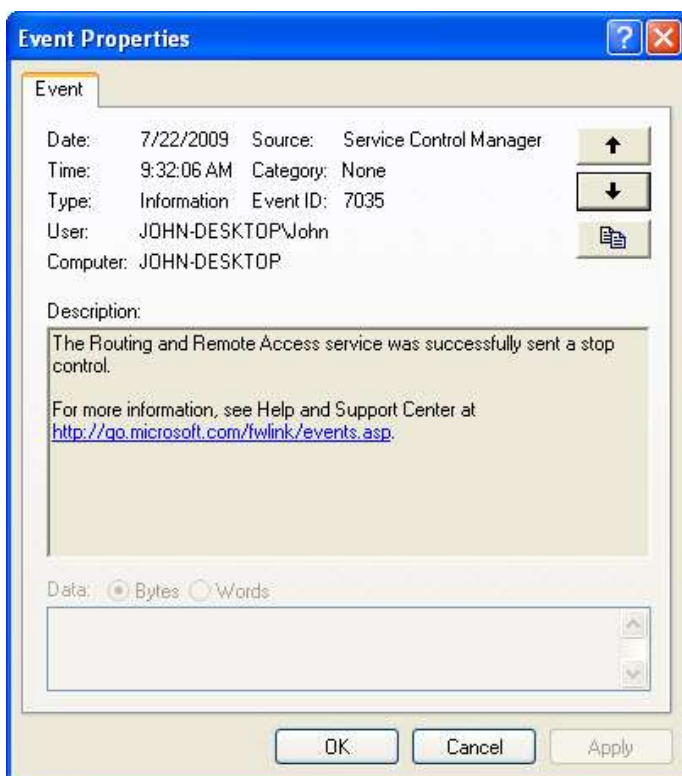 Event Properties
Event
Date: 7/22/2009 Source: Service Control Manager
Time: 9:32:06 AM Category: None
Type: Information Event ID: 7035
User: JOHN-DESKTOP\John
Computer: JOHN-DESKTOP
Description:
The Routing and Remote Access service was successfully sent a stop
control.
For more information, see Help and Support Center at
http://go.microsoft.com/fwlink/events.asp.
Data: Bytes Words
OK Cancel Apply